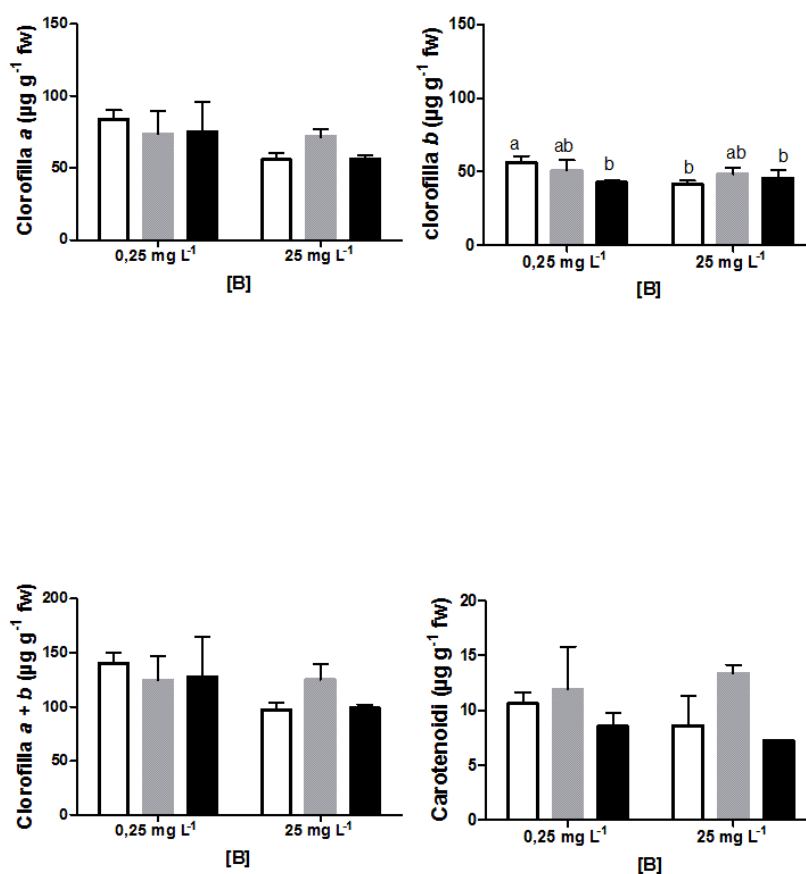 Clorofilla a (µg g⁻¹ fw)
150
100
50
0
0,25 mg L⁻¹ 25 mg L⁻¹
[B]
clorofilla b (µg g⁻¹ fw)
150
100
50
0
a ab b b ab b
0,25 mg L⁻¹ 25 mg L⁻¹
[B]
Clorofilla a + b (µg g⁻¹ fw)
200
150
100
50
0
0,25 mg L⁻¹ 25 mg L⁻¹
[B]
Carotenoidi (µg g⁻¹ fw)
20
15
10
5
0
0,25 mg L⁻¹ 25 mg L⁻¹
[B]